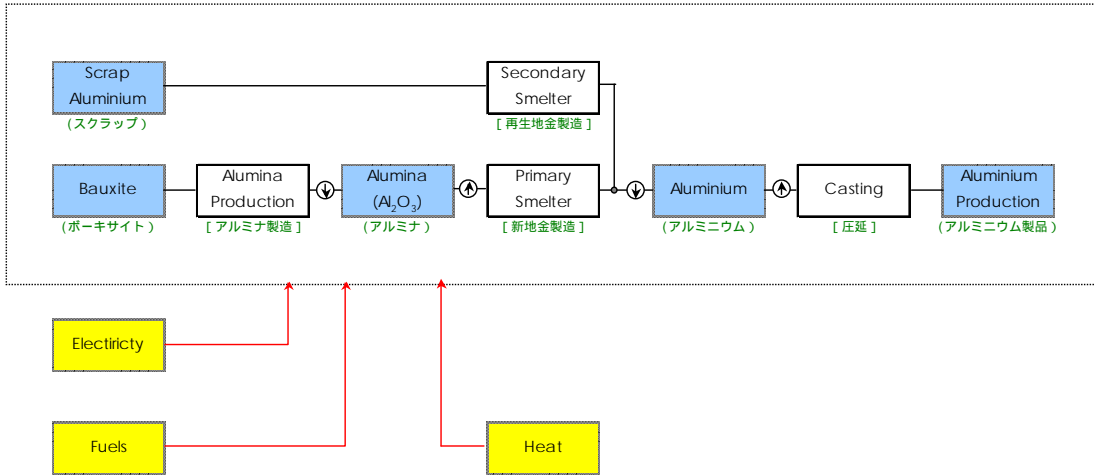 Scrap
Aluminium
(スクラップ)
Secondary
Smelter
[ 再生地金製造 ]
Bauxite
(ボーキサイト)
Alumina
Production
[ アルミナ製造 ]
Alumina
(Al₂O₃)
(アルミナ)
Primary
Smelter
[ 新地金製造 ]
Aluminium
(アルミニウム)
Casting
[ 圧延 ]
Aluminium
Production
(アルミニウム製品)
Electiricty
Fuels
Heat